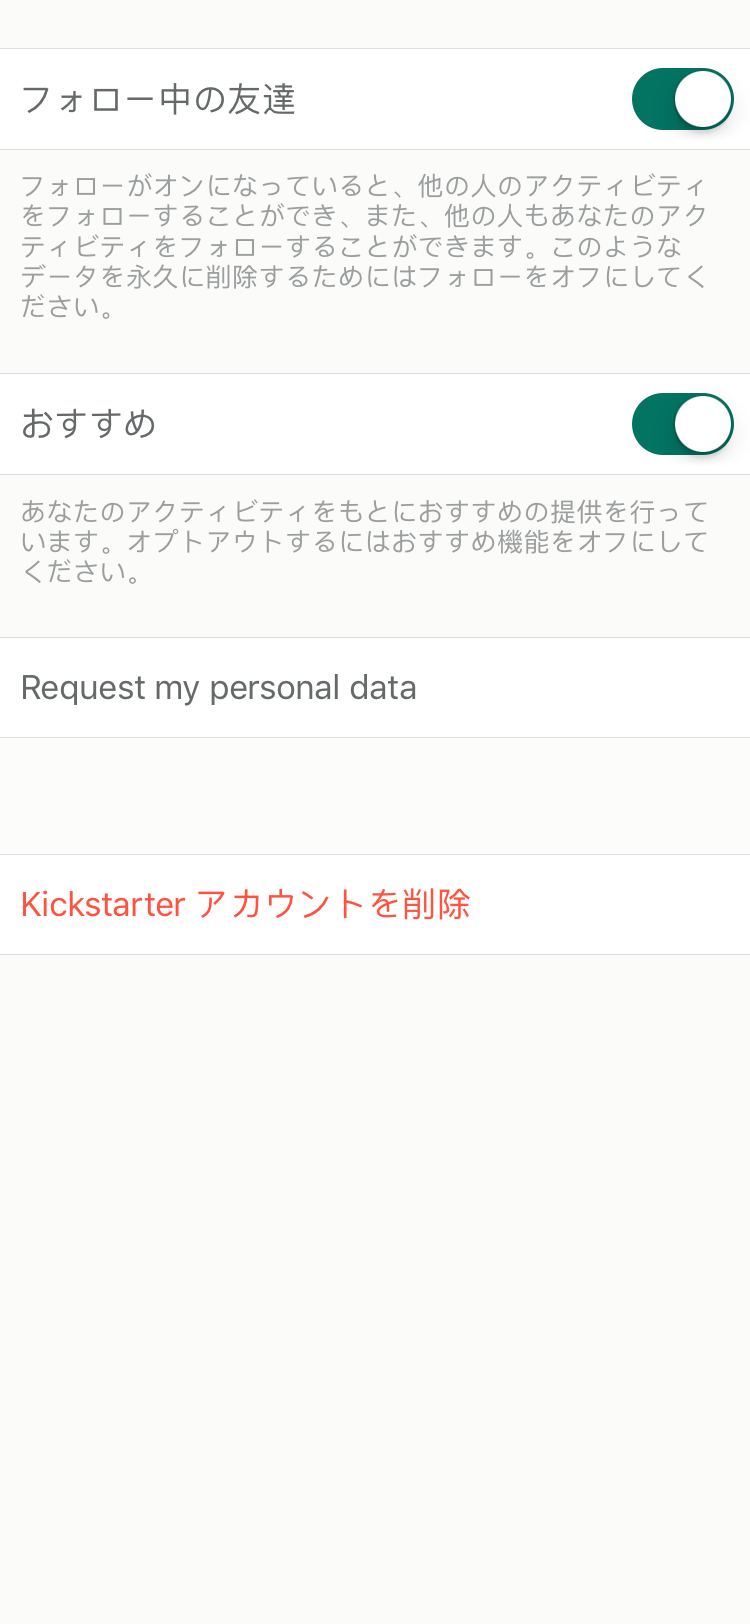 フォロー中の友達
フォローがオンになっていると、他の人のアクティビティ
をフォローすることができ、また、他の人もあなたのアク
ティビティをフォローすることができます。このような
データを永久に削除するためにはフォローをオフにしてく
ださい。
おすすめ
あなたのアクティビティをもとにおすすめの提供を行って
います。オプトアウトするにはおすすめ機能をオフにして
ください。
Request my personal data
Kickstarter アカウントを削除